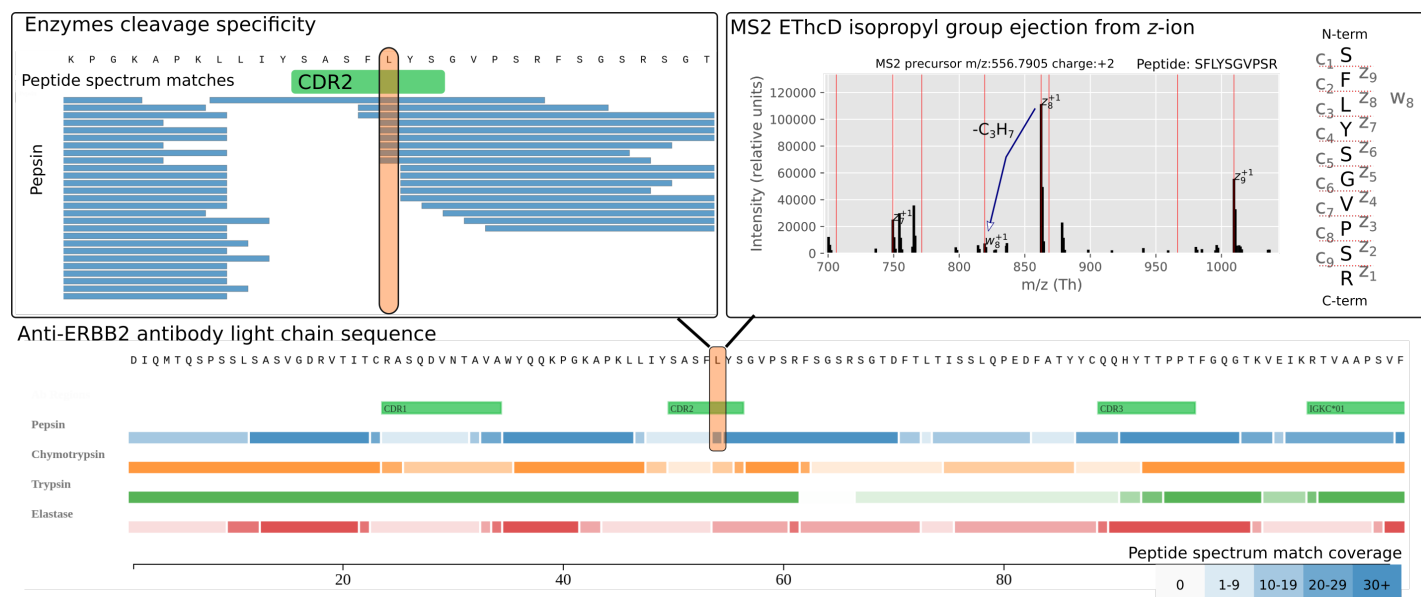 Enzymes cleavage specificity
K P G K A P K L L I Y S A S F L Y S G V P S R F S G S R S G T
Peptide spectrum matches
CDR2
Pepsin
MS2 EThcD isopropyl group ejection from z-ion
MS2 precursor m/z:556.7905 charge:+2
Peptide: SFLYSGVPSR
Intensity (relative units)
120000
100000
80000
60000
40000
20000
0
-C3H7
z8+1
z9+1
z7+1
w8+1
700 750 800 850 900 950 1000
m/z (Th)
N-term
S
c1
F z9
c2
L z8 w8
c3
Y z7
c4
S z6
c5
G z5
c6
V z4
c7
P z3
c8
S z2
c9
R z1
C-term
Anti-ERBB2 antibody light chain sequence
DIQMTQSPSSLSASVGDRVTITCRASQDVNTAVAWYQQKPGKAPKLLIYSASFLYSGVPSRFSGSRSGTDFTLTISSLQPEDFATYYCQQHYTTPPTFGQGTKVEIKRTVAAPSVF
CDR1 CDR2 CDR3 IGKC*01
Pepsin
Chymotrypsin
Trypsin
Elastase
20 40 60 80
Peptide spectrum match coverage
0 1-9 10-19 20-29 30+